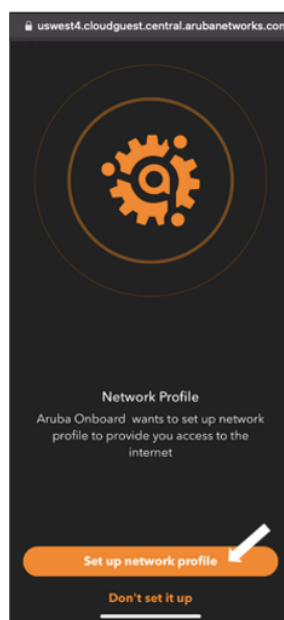 uswest4.cloudguest.central.arubanetworks.com
Network Profile
Aruba Onboard wants to set up network
profile to provide you access to the
internet
Set up network profile
Don't set it up